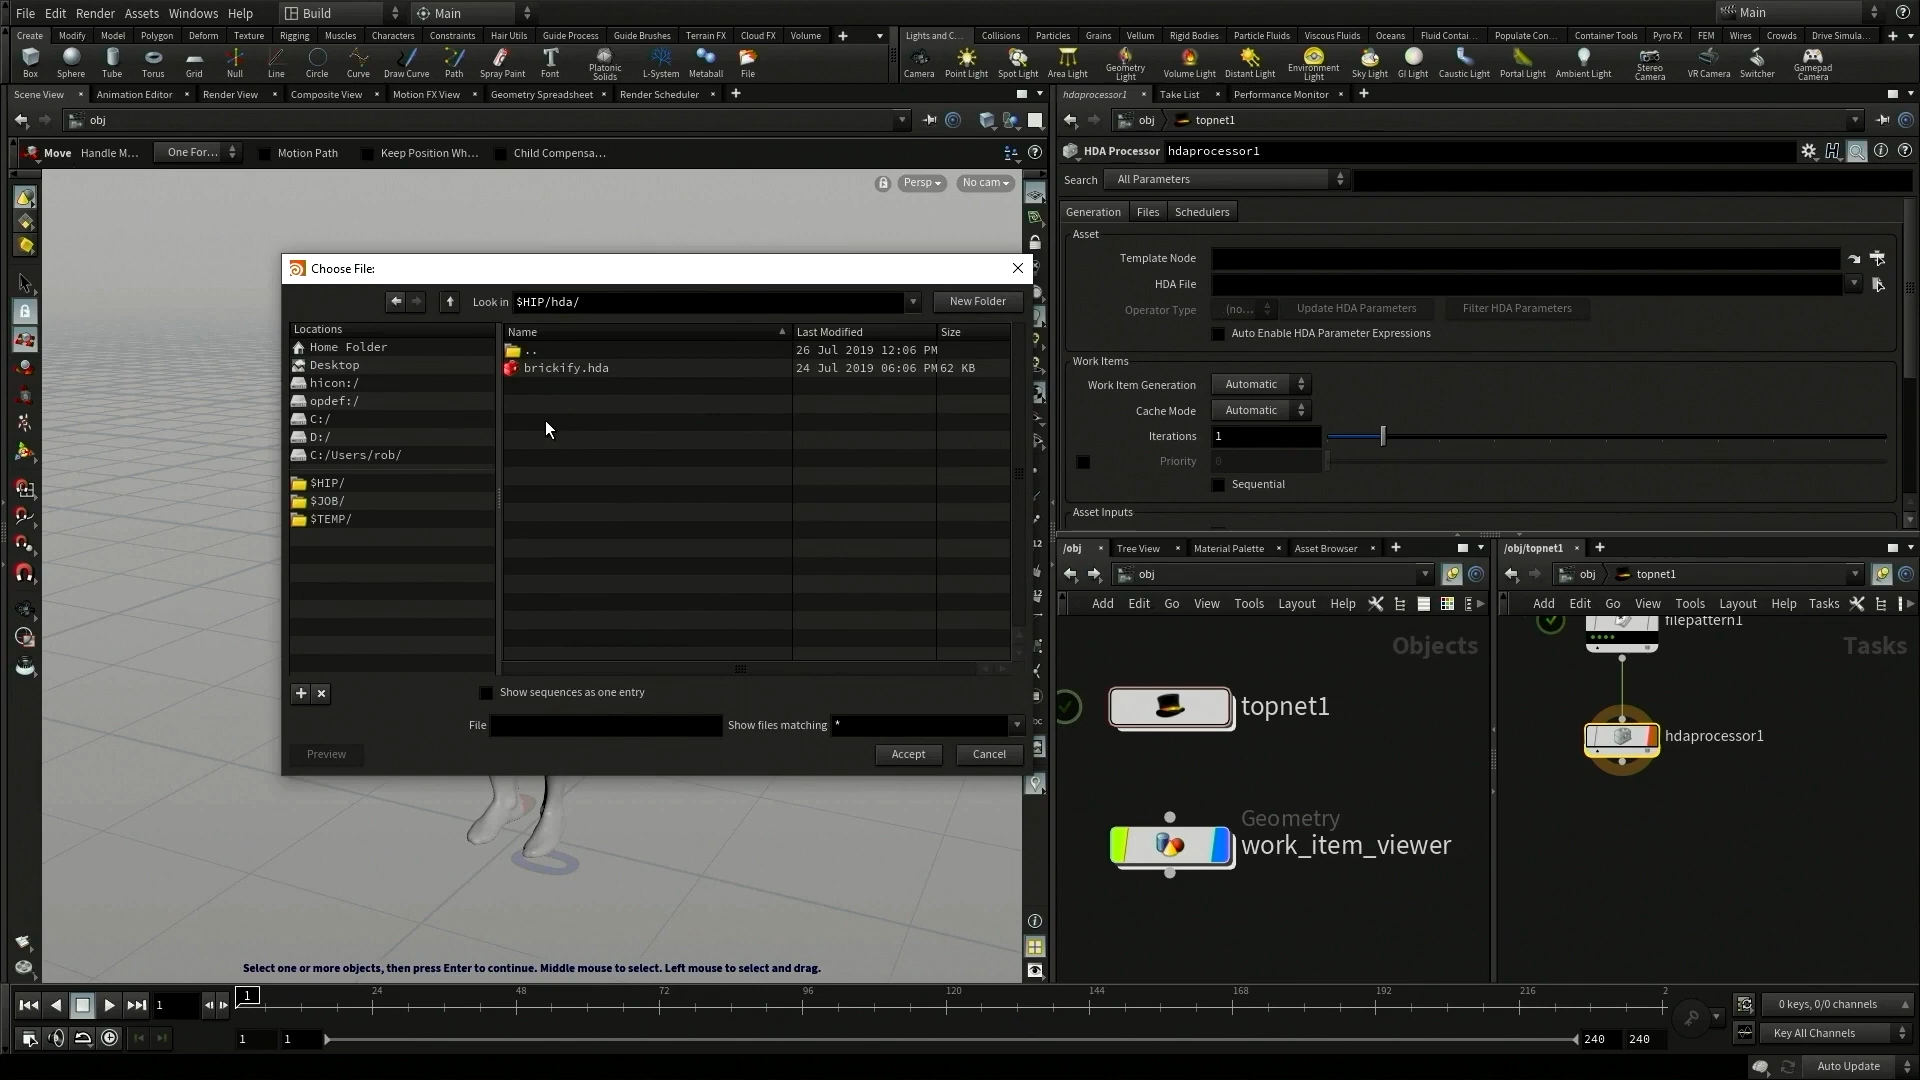 File Edit Render Assets Windows Help Build Main Main
Create Modify Model Polygon Deform Texture Rigging Muscles Characters Constraints Hair Utils Guide Process Guide Brushes Terrain FX Cloud FX Volume
Lights and C... Collisions Particles Grains Vellum Rigid Bodies Particle Fluids Viscous Fluids Oceans Fluid Contai... Populate Con... Container Tools Pyro FX FEM Wires Crowds Drive Simula...
Box Sphere Tube Torus Grid Null Line Circle Curve Draw Curve Path Spray Paint Font Platonic Solids L-System Metaball File
Camera Point Light Spot Light Area Light Geometry Light Volume Light Distant Light Environment Light Sky Light GI Light Caustic Light Portal Light Ambient Light Stereo Camera VR Camera Switcher Gamepad Camera
Scene View Animation Editor Render View Composite View Motion FX View Geometry Spreadsheet Render Scheduler
hdaprocessor1 Take List Performance Monitor
obj
obj topnet1
Move Handle M... One For... Motion Path Keep Position Wh... Child Compensa...
HDA Processor hdaprocessor1
Persp No cam
Search All Parameters
Generation Files Schedulers
Asset
Template Node
HDA File
Operator Type (no... Update HDA Parameters Filter HDA Parameters
Auto Enable HDA Parameter Expressions
Work Items
Work Item Generation Automatic
Cache Mode Automatic
Iterations 1
Priority 0
Sequential
Asset Inputs
Choose File:
Look in $HIP/hda/ New Folder
Locations
Home Folder
Desktop
hicon:/
opdef:/
C:/
D:/
C:/Users/rob/
$HIP/
$JOB/
$TEMP/
Name Last Modified Size
.. 26 Jul 2019 12:06 PM
brickify.hda 24 Jul 2019 06:06 PM 62 KB
Show sequences as one entry
File Show files matching *
Preview Accept Cancel
12
12
/obj Tree View Material Palette Asset Browser
obj
Add Edit Go View Tools Layout Help
Objects
topnet1
Geometry
work_item_viewer
/obj/topnet1
obj topnet1
Add Edit Go View Tools Layout Help Tasks
filepattern1
Tasks
hdaprocessor1
Select one or more objects, then press Enter to continue. Middle mouse to select. Left mouse to select and drag.
1 1 24 48 72 96 120 144 168 192 216 2
0 keys, 0/0 channels
1 1 240 240
Key All Channels
Auto Update